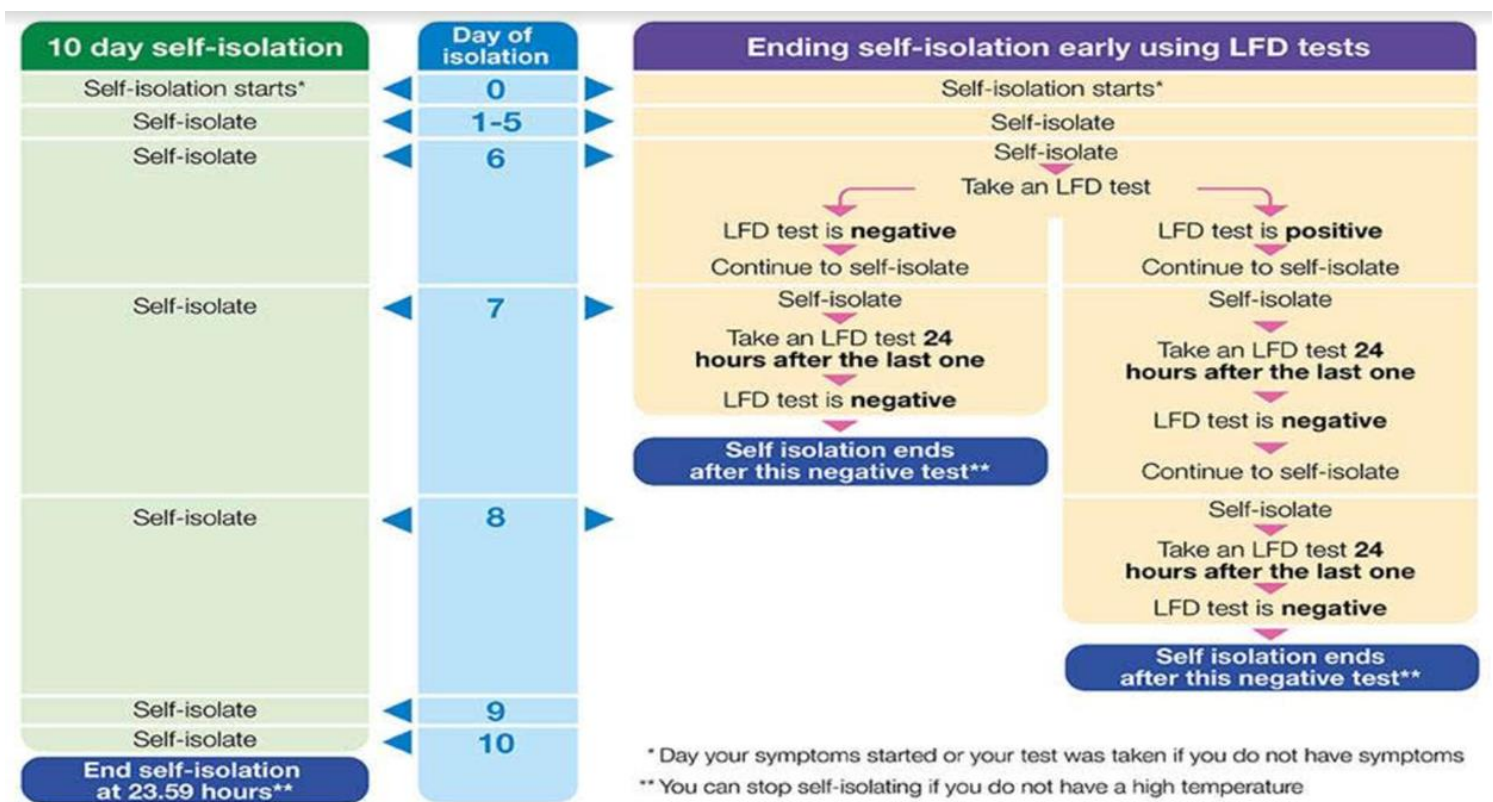 10 day self-isolation
Day of
isolation
Ending self-isolation early using LFD tests
Self-isolation starts*
0
Self-isolation starts*
Self-isolate
1-5
Self-isolate
Self-isolate
6
Self-isolate
Take an LFD test
LFD test is negative
LFD test is positive
Continue to self-isolate
Continue to self-isolate
Self-isolate
7
Self-isolate
Take an LFD test 24
hours after the last one
LFD test is negative
Self isolation ends
after this negative test**
Self-isolate
Take an LFD test 24
hours after the last one
LFD test is negative
Continue to self-isolate
Self-isolate
8
Self-isolate
Take an LFD test 24
hours after the last one
LFD test is negative
Self isolation ends
after this negative test**
Self-isolate
9
Self-isolate
10
End self-isolation
at 23.59 hours**
* Day your symptoms started or your test was taken if you do not have symptoms
** You can stop self-isolating if you do not have a high temperature